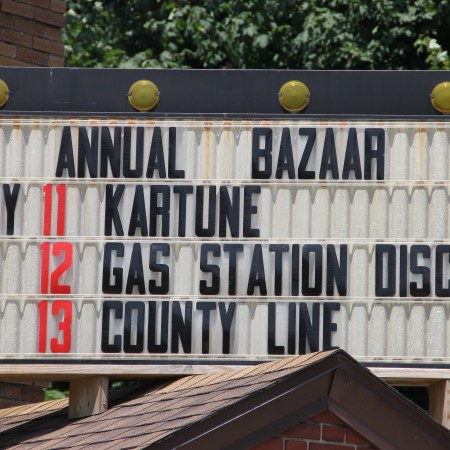 ANNUAL BAZAAR
Y 11 KARTUNE
12 GAS STATION DISC
13 COUNTY LINE